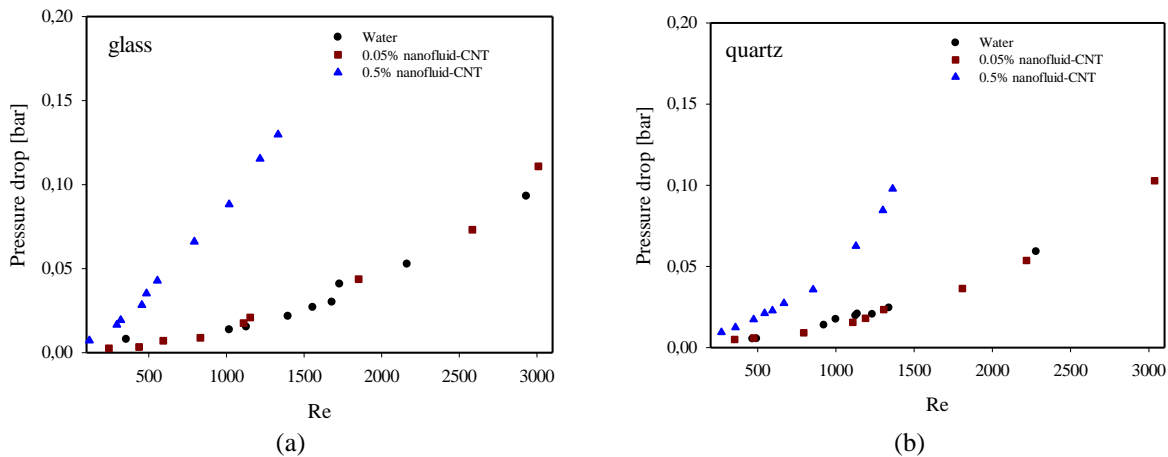 glass
Water
0.05% nanofluid-CNT
0.5% nanofluid-CNT
Pressure drop [bar]
0,20
0,15
0,10
0,05
0,00
500 1000 1500 2000 2500 3000
Re
(a)
quartz
Water
0.05% nanofluid-CNT
0.5% nanofluid-CNT
Pressure drop [bar]
0,20
0,15
0,10
0,05
0,00
500 1000 1500 2000 2500 3000
Re
(b)